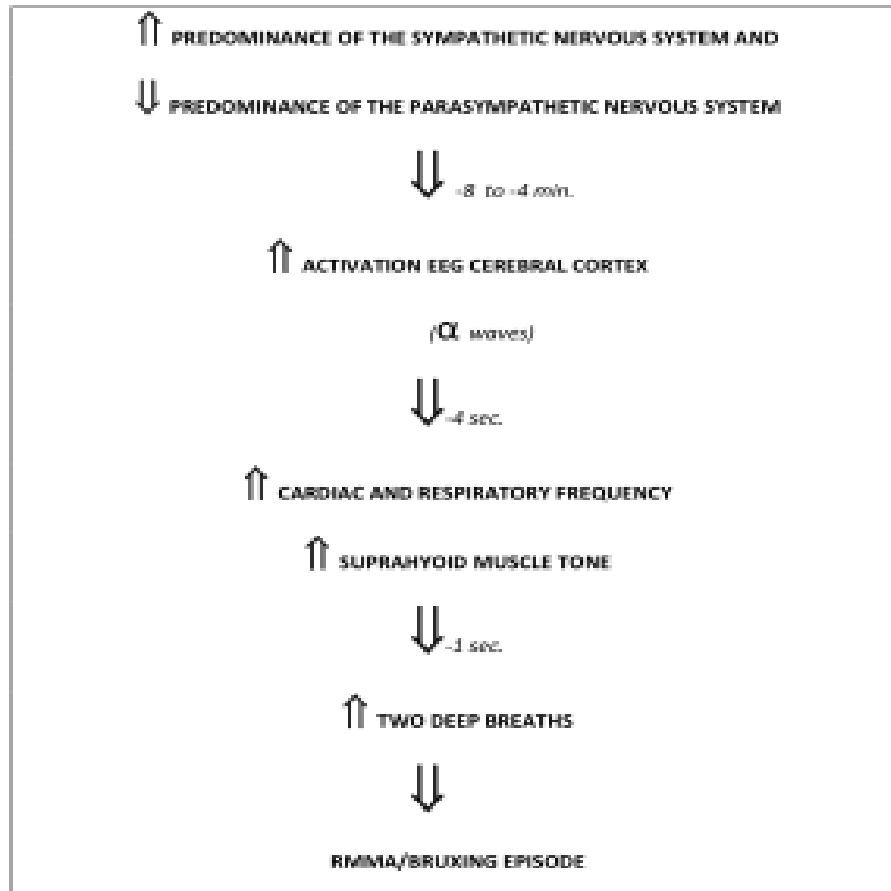 ⇑ PREDOMINANCE OF THE SYMPATHETIC NERVOUS SYSTEM AND
⇓ PREDOMINANCE OF THE PARASYMPATHETIC NERVOUS SYSTEM
⇓ -8 to -4 min.
⇑ ACTIVATION EEG CEREBRAL CORTEX
(α waves)
⇓ -4 sec.
⇑ CARDIAC AND RESPIRATORY FREQUENCY
⇑ SUPRAHYOID MUSCLE TONE
⇓ -1 sec.
⇑ TWO DEEP BREATHS
⇓
RMMA/BRUXING EPISODE